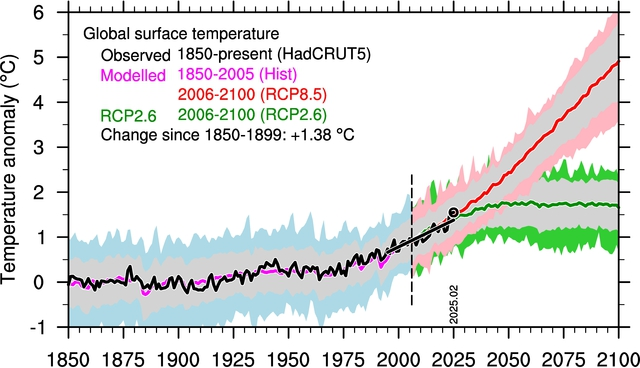 Global surface temperature
Observed 1850-present (HadCRUT5)
Modelled 1850-2005 (Hist)
2006-2100 (RCP8.5)
RCP2.6 2006-2100 (RCP2.6)
Change since 1850-1899: +1.38 °C
Temperature anomaly (°C)
6
5
4
3
2
1
0
-1
2025.02
1850 1875 1900 1925 1950 1975 2000 2025 2050 2075 2100